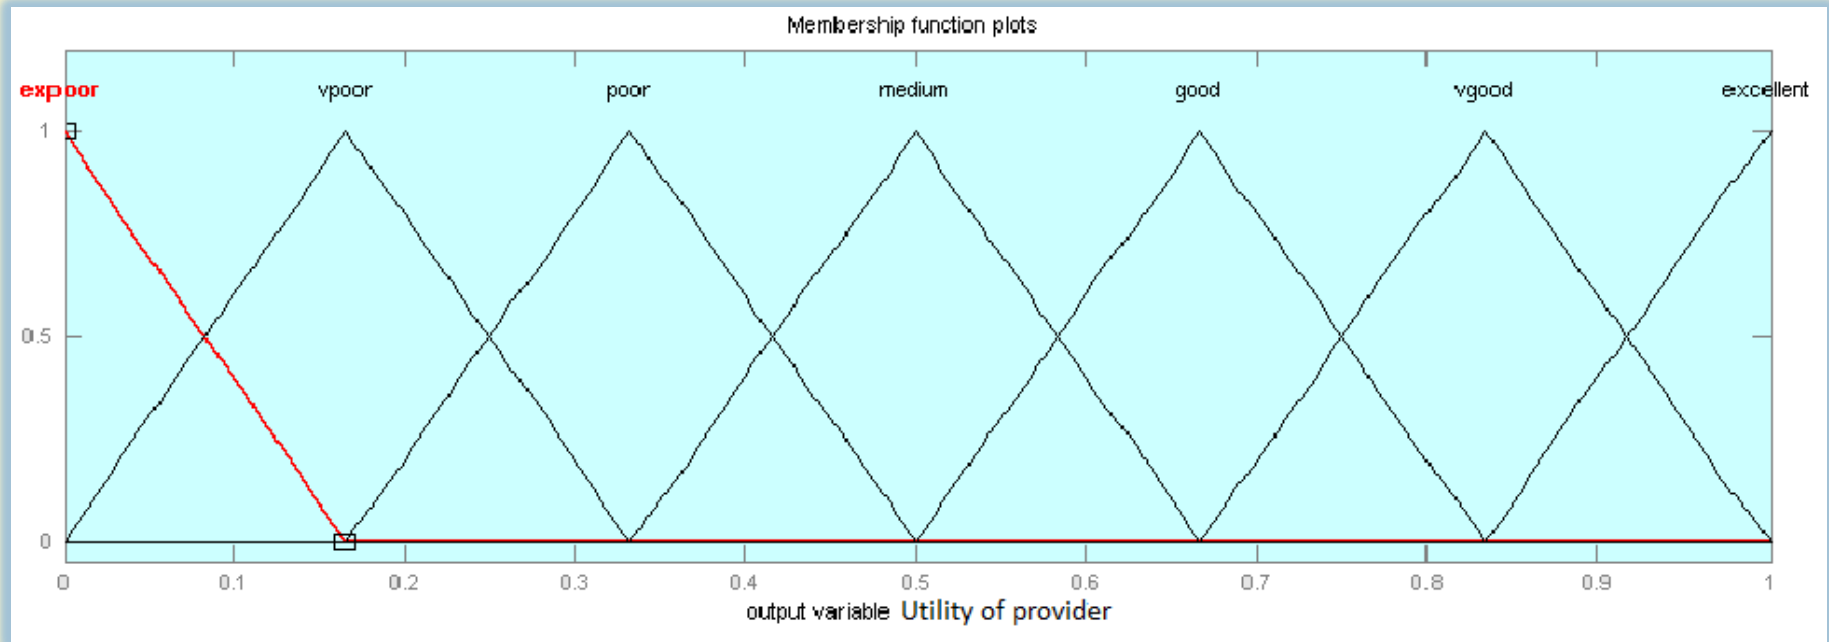 Membership function plots
expoor vpoor poor medium good vgood excellent
1
0.5
0
0 0.1 0.2 0.3 0.4 0.5 0.6 0.7 0.8 0.9 1
output variable Utility of provider